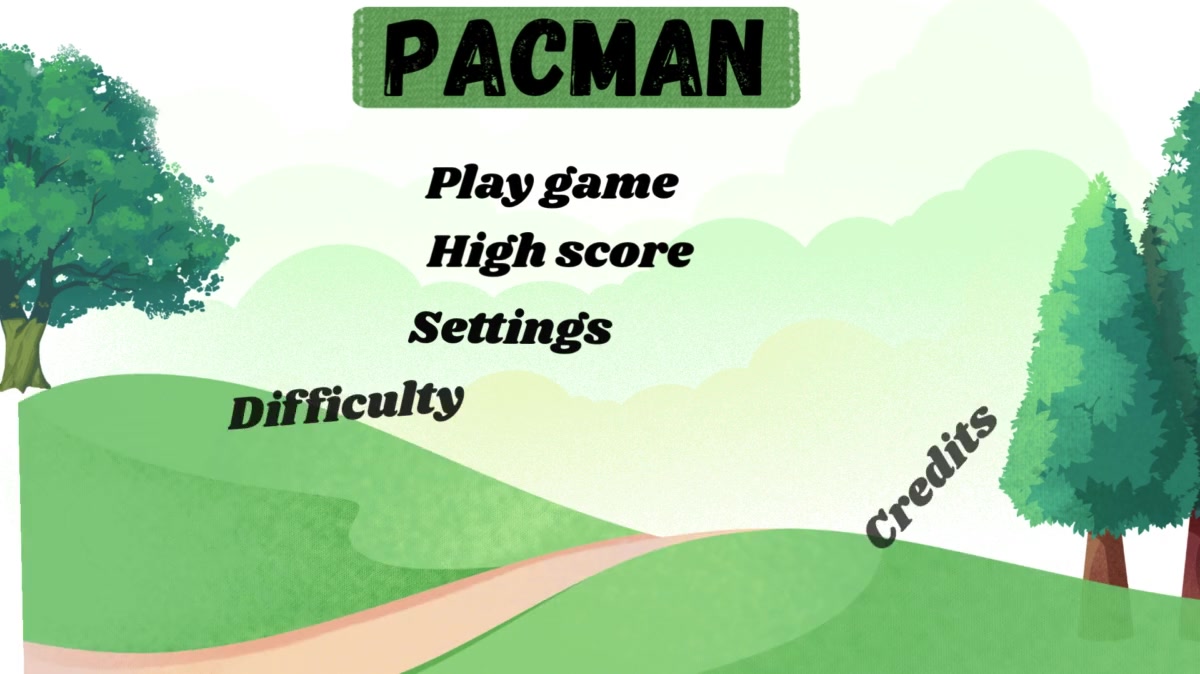 PACMAN
Play game
High score
Settings
Difficulty
Credits